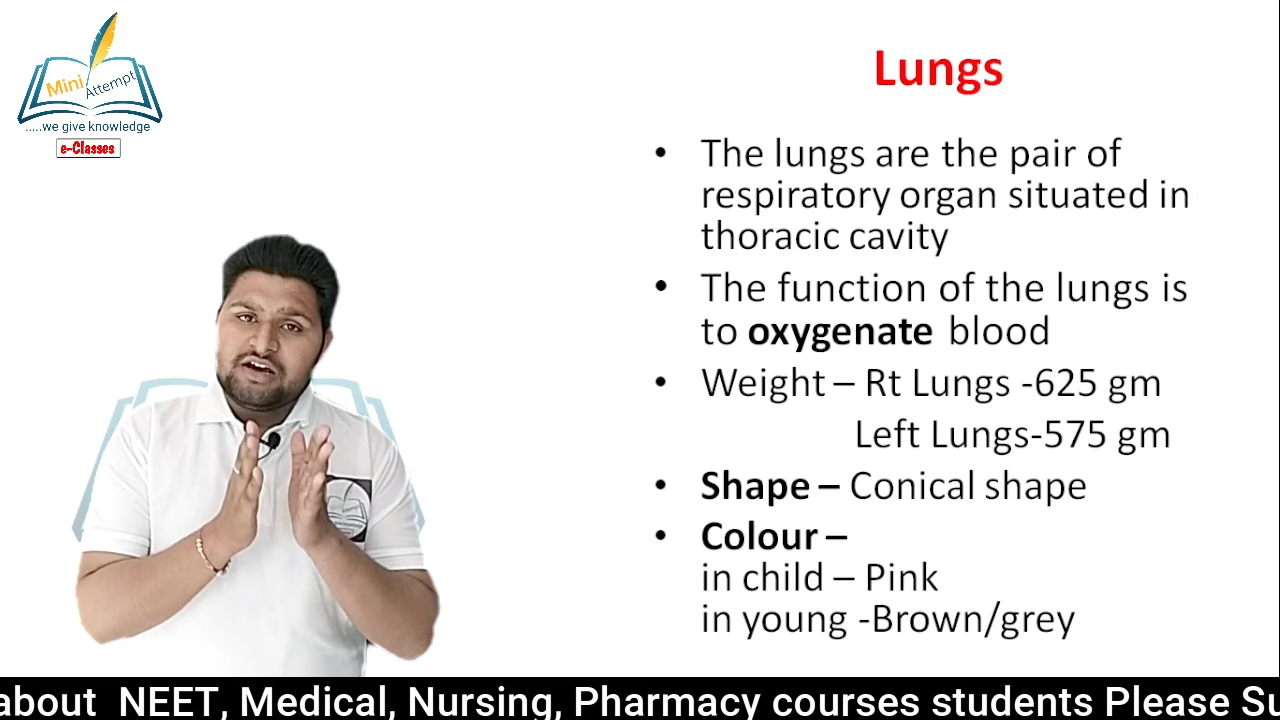 Mini Attempt
.....we give knowledge
e-Classes
Lungs
• The lungs are the pair of
respiratory organ situated in
thoracic cavity
• The function of the lungs is
to oxygenate blood
• Weight – Rt Lungs -625 gm
Left Lungs-575 gm
• Shape – Conical shape
• Colour –
in child – Pink
in young -Brown/grey
about NEET, Medical, Nursing, Pharmacy courses students Please Su